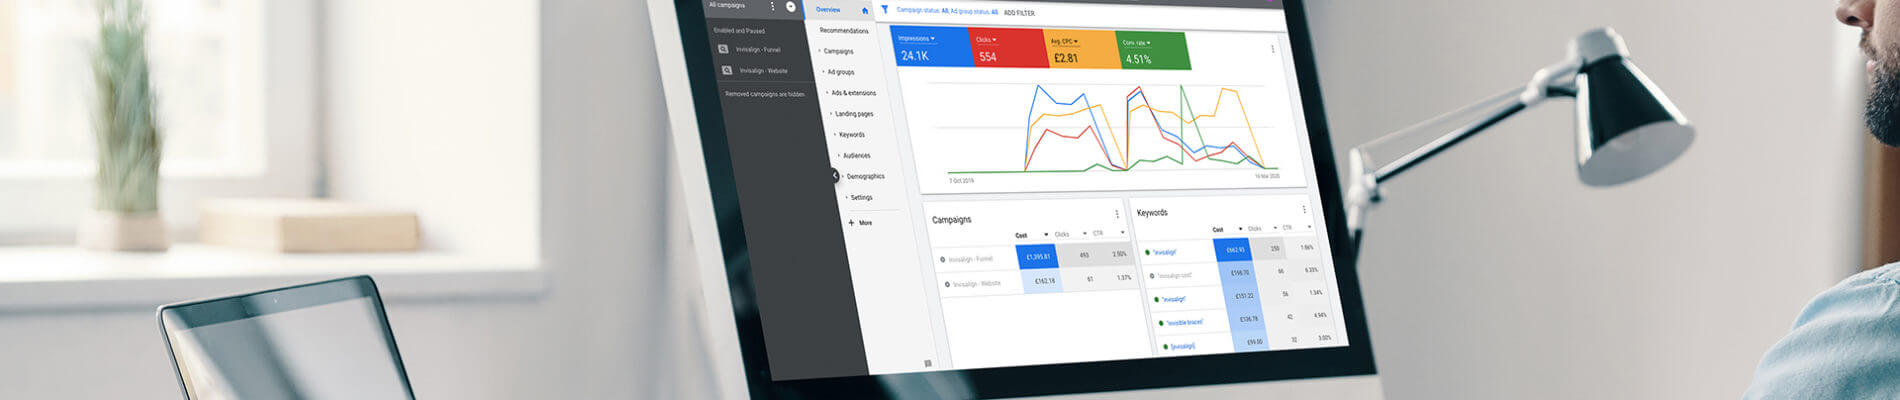 All campaigns
Enabled and Paused
Invisalign - Funnel
Invisalign - Website
Removed campaigns are hidden
Overview
Recommendations
Campaigns
Ad groups
Ads & extensions
Landing pages
Keywords
Audiences
Demographics
Settings
+ More
Campaign status: All; Ad group status: All ADD FILTER
Impressions
24.1K
Clicks
554
Avg. CPC
£2.81
Conv. rate
4.51%
7 Oct 2019
16 Mar 2020
Campaigns
Cost Clicks CTR
Invisalign - Funnel £1,395.81 493 2.50%
Invisalign - Website £162.18 61 1.37%
Keywords
Cost Clicks CTR
"invisalign" £662.93 250 1.86%
"invisalign cost" £198.70 66 6.33%
"invisalign" £151.22 56 1.34%
"invisible braces" £136.78 42 4.94%
[invisalign] £99.00 32 3.00%